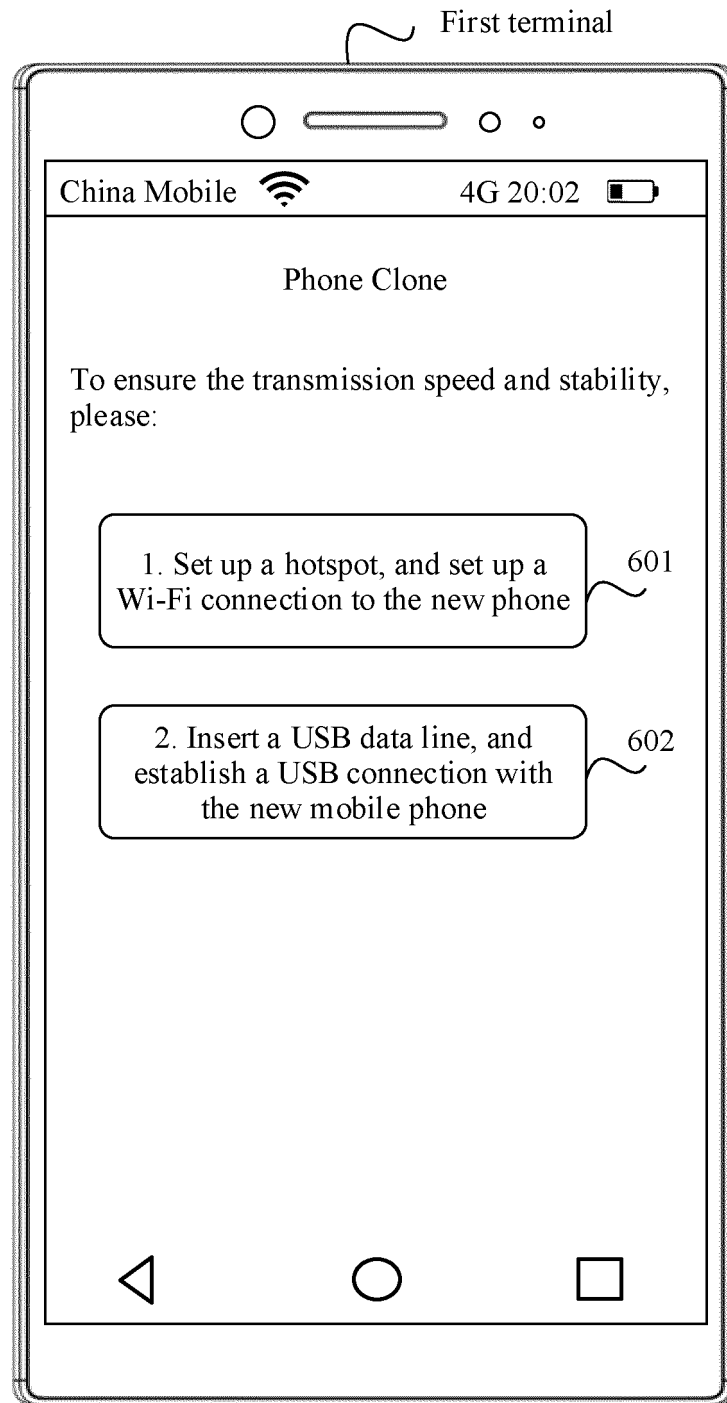 First terminal
China Mobile 4G 20:02
Phone Clone
To ensure the transmission speed and stability,
please:
1. Set up a hotspot, and set up a
Wi-Fi connection to the new phone
601
2. Insert a USB data line, and
establish a USB connection with
the new mobile phone
602